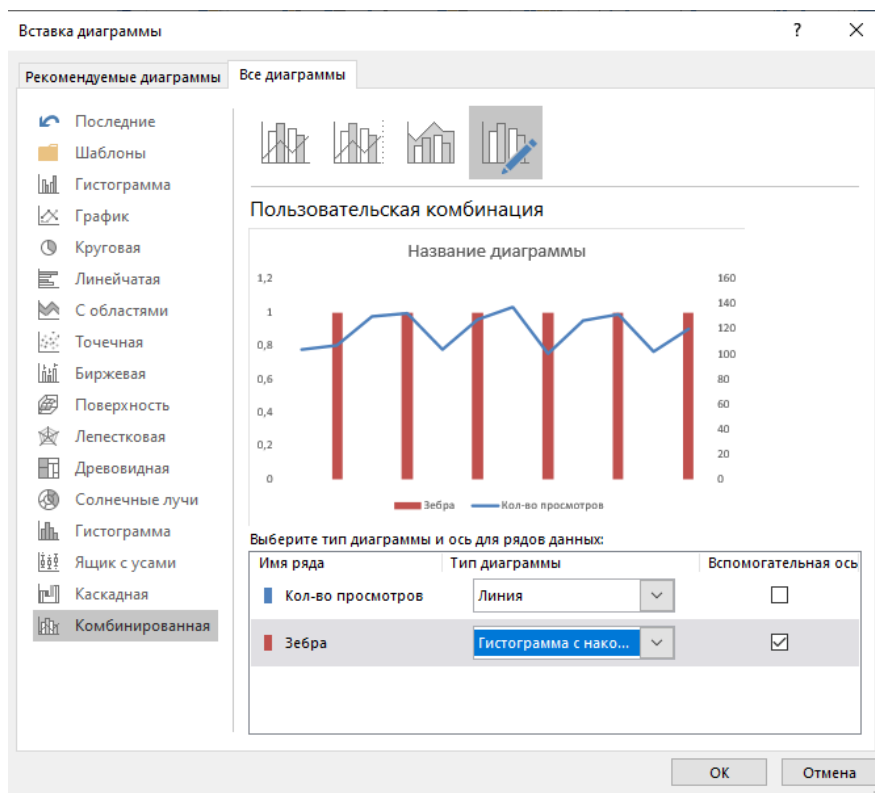 Вставка диаграммы
?
Рекомендуемые диаграммы
Все диаграммы
Последние
Шаблоны
Гистограмма
График
Круговая
Линейчатая
С областями
Точечная
Биржевая
Поверхность
Лепестковая
Древовидная
Солнечные лучи
Гистограмма
Ящик с усами
Каскадная
Комбинированная
Пользовательская комбинация
Название диаграммы
1,2
1
0,8
0,6
0,4
0,2
0
160
140
120
100
80
60
40
20
0
Зебра
Кол-во просмотров
Выберите тип диаграммы и ось для рядов данных:
Имя ряда Тип диаграммы Вспомогательная ось
Кол-во просмотров Линия
Зебра Гистограмма с нако...
ОК Отмена